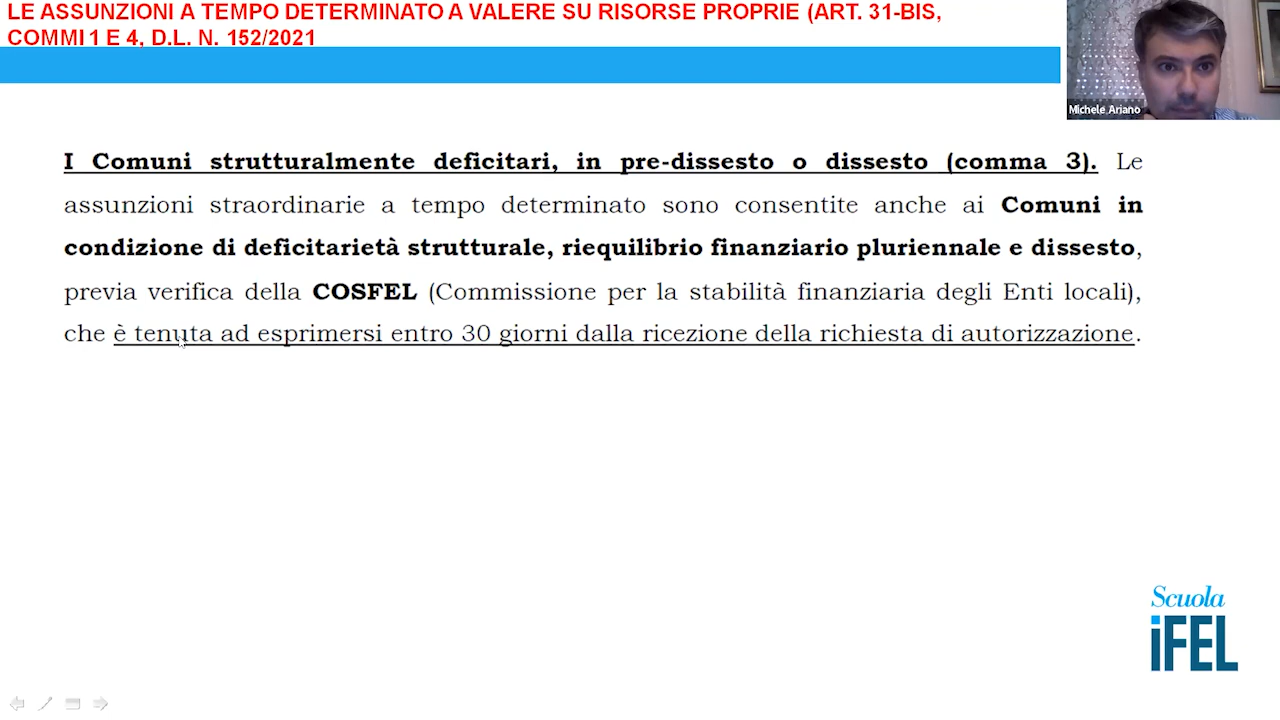 LE ASSUNZIONI A TEMPO DETERMINATO A VALERE SU RISORSE PROPRIE (ART. 31-BIS,
COMMI 1 E 4, D.L. N. 152/2021
Michele Ariano
I Comuni strutturalmente deficitari, in pre-dissesto o dissesto (comma 3). Le
assunzioni straordinarie a tempo determinato sono consentite anche ai Comuni in
condizione di deficitarietà strutturale, riequilibrio finanziario pluriennale e dissesto,
previa verifica della COSFEL (Commissione per la stabilità finanziaria degli Enti locali),
che è tenuta ad esprimersi entro 30 giorni dalla ricezione della richiesta di autorizzazione.
Scuola
iFEL